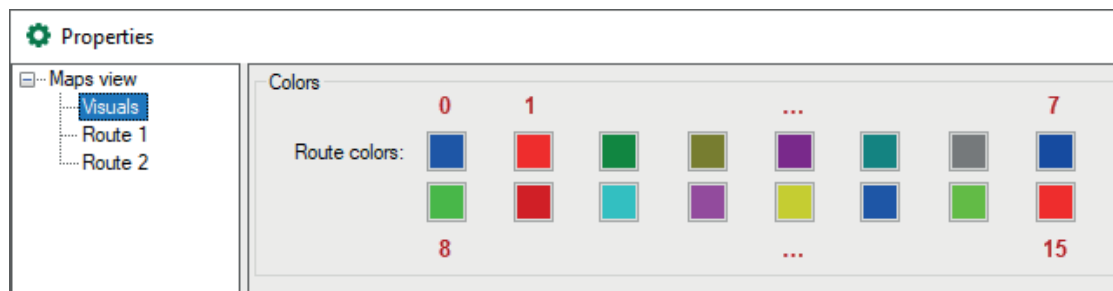 Properties
Maps view
Visuals
Route 1
Route 2
Colors
0 1 ... 7
Route colors:
8 ... 15